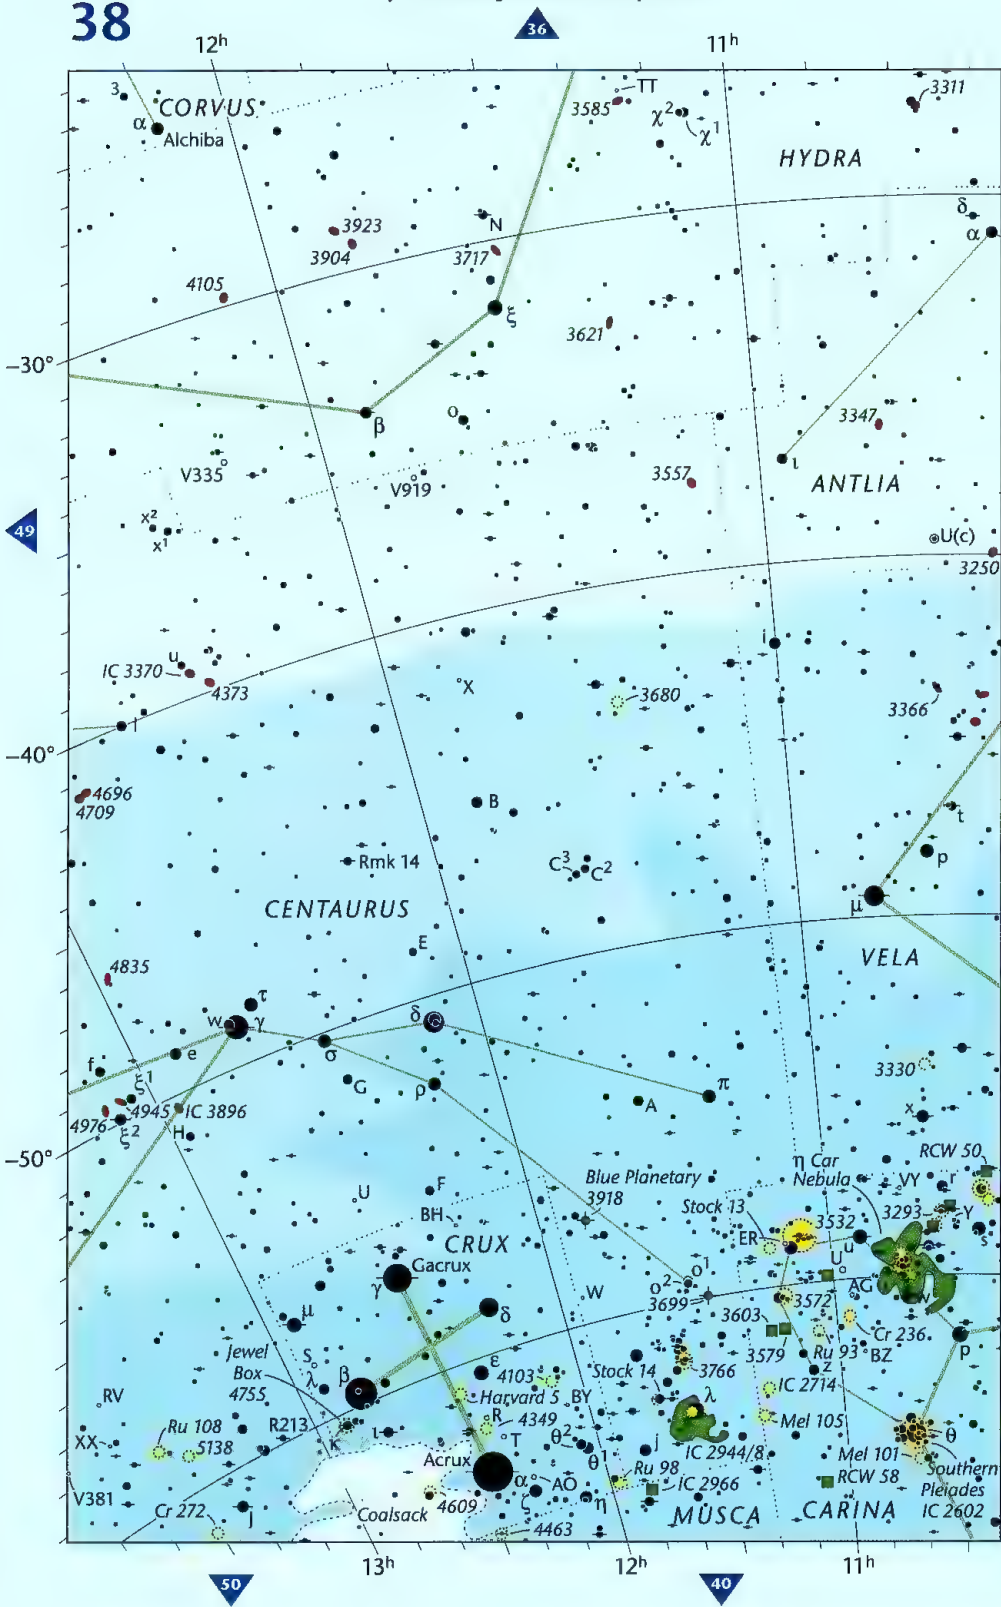 38
36
12h
11h
3
CORVUS
α
Alchiba
3585
TT
χ2
χ1
3311
HYDRA
δ
α
N
3923
3904
3717
4105
ξ
3621
−30°
β
ο
3347
ι
V335
V919
3557
ANTLIA
49
x2
x1
U(c)
3250
i
u
IC 3370
4373
X
3680
3366
l
−40°
4696
4709
B
t
p
Rmk 14
C3
C2
μ
CENTAURUS
E
VELA
4835
τ
w
γ
δ
σ
f
e
ξ1
G
ρ
π
A
3330
x
4945
IC 3896
4976
ξ2
H
−50°
η Car
Nebula
RCW 50
Blue Planetary
3918
U
F
BH
Stock 13
VY
r
3293
Y
3532
ER
u
s
CRUX
Gacrux
γ
ο2
ο1
W
U
AG
w
3699
3603
3572
μ
δ
Cr 236
3579
Ru 93
z
BZ
p
Jewel
Box
4755
S
λ
β
ε
4103
Stock 14
3766
Harvard 5
BY
λ
IC 2714
RV
R
4349
Mel 105
Ru 108
5138
R213
κ
ι
T
θ2
θ1
j
IC 2944/8
θ
XX
Acrux
α
AO
ζ
Ru 98
IC 2966
Mel 101
RCW 58
Southern
Pleiades
IC 2602
V381
Cr 272
J
Coalsack
4609
η
4463
MUSCA
CARINA
13h
12h
11h
50
40